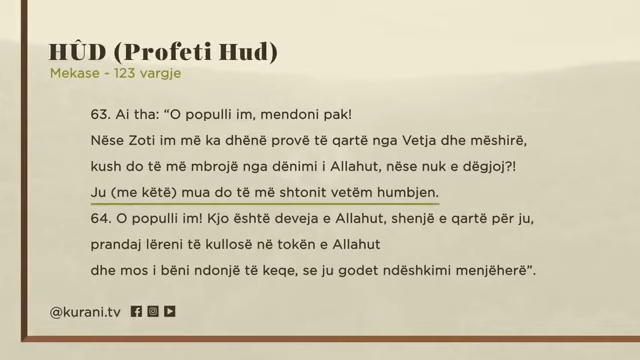 HÛD (Profeti Hud)
Mekase - 123 vargje
63. Ai tha: “O populli im, mendoni pak!
Nëse Zoti im më ka dhënë provë të qartë nga Vetja dhe mëshirë,
kush do të më mbrojë nga dënimi i Allahut, nëse nuk e dëgjoj?!
Ju (me këtë) mua do të më shtonit vetëm humbjen.
64. O populli im! Kjo është deveja e Allahut, shenjë e qartë për ju,
prandaj lëreni të kullosë në tokën e Allahut
dhe mos i bëni ndonjë të keqe, se ju godet ndëshkimi menjëherë”.
@kurani.tv